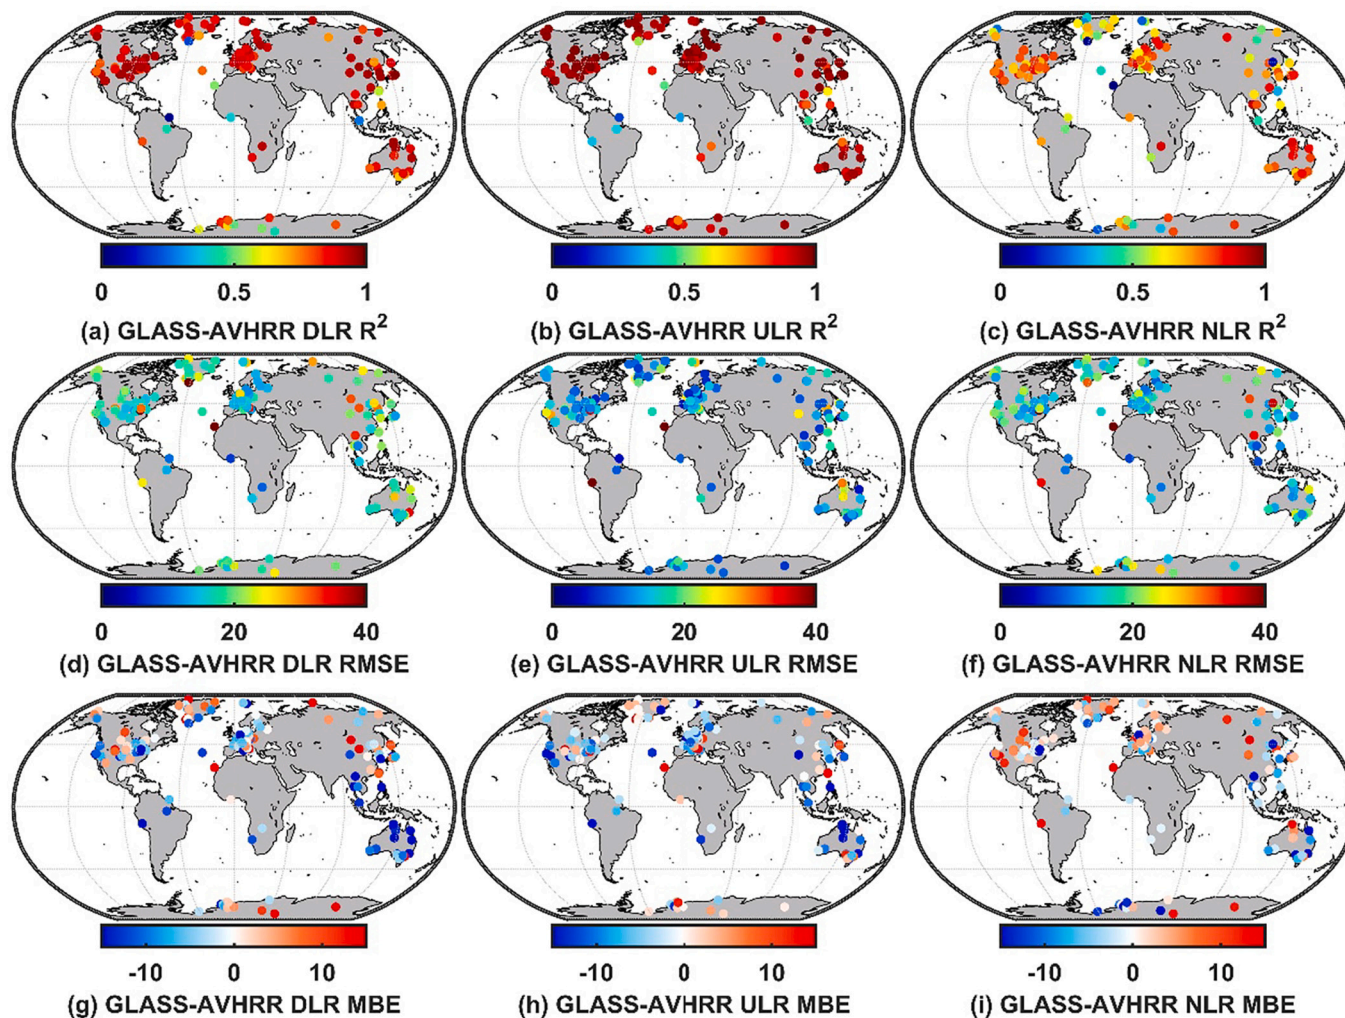 0 0.5 1 0 0.5 1 0 0.5 1
(a) GLASS-AVHRR DLR R² (b) GLASS-AVHRR ULR R² (c) GLASS-AVHRR NLR R²
0 20 40 0 20 40 0 20 40
(d) GLASS-AVHRR DLR RMSE (e) GLASS-AVHRR ULR RMSE (f) GLASS-AVHRR NLR RMSE
-10 0 10 -10 0 10 -10 0 10
(g) GLASS-AVHRR DLR MBE (h) GLASS-AVHRR ULR MBE (i) GLASS-AVHRR NLR MBE